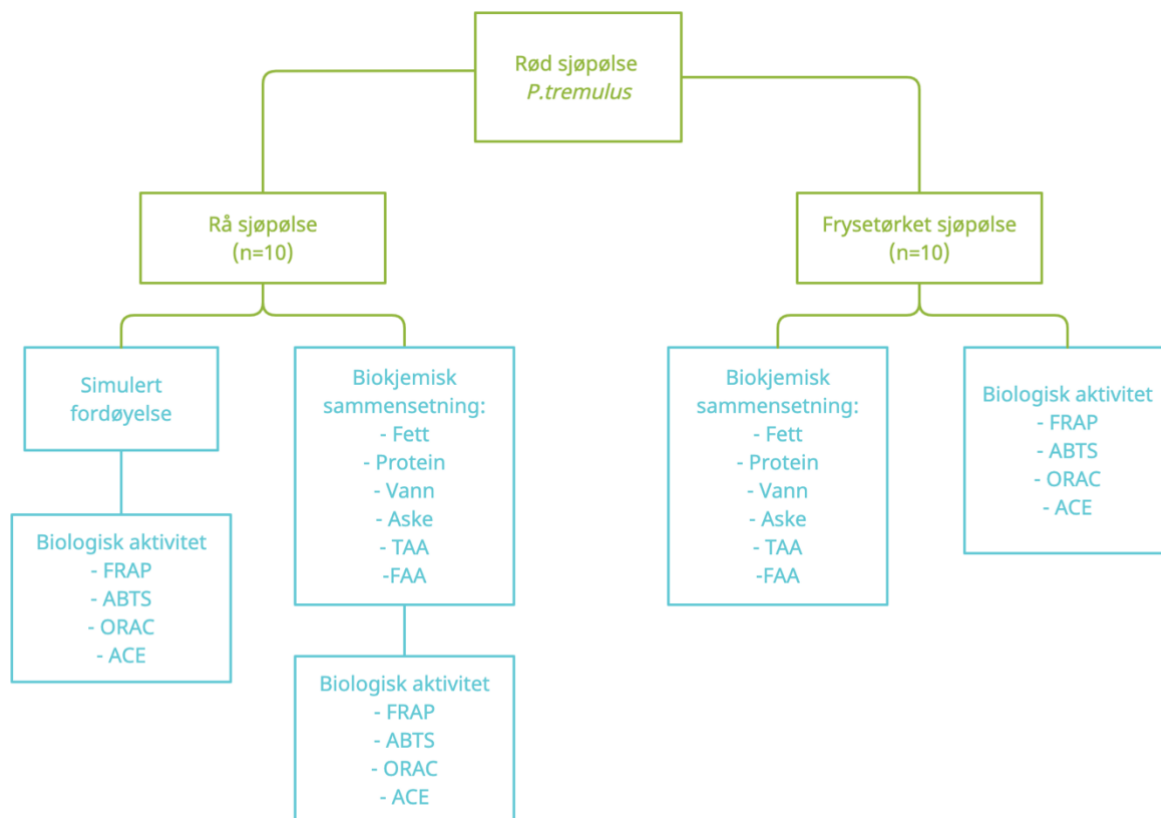 Rød sjøpølse
P.tremulus
Rå sjøpølse
(n=10)
Frysetørket sjøpølse
(n=10)
Simulert
fordøyelse
Biokjemisk
sammensetning:
- Fett
- Protein
- Vann
- Aske
- TAA
-FAA
Biokjemisk
sammensetning:
- Fett
- Protein
- Vann
- Aske
- TAA
-FAA
Biologisk aktivitet
- FRAP
- ABTS
- ORAC
- ACE
Biologisk aktivitet
- FRAP
- ABTS
- ORAC
- ACE
Biologisk aktivitet
- FRAP
- ABTS
- ORAC
- ACE